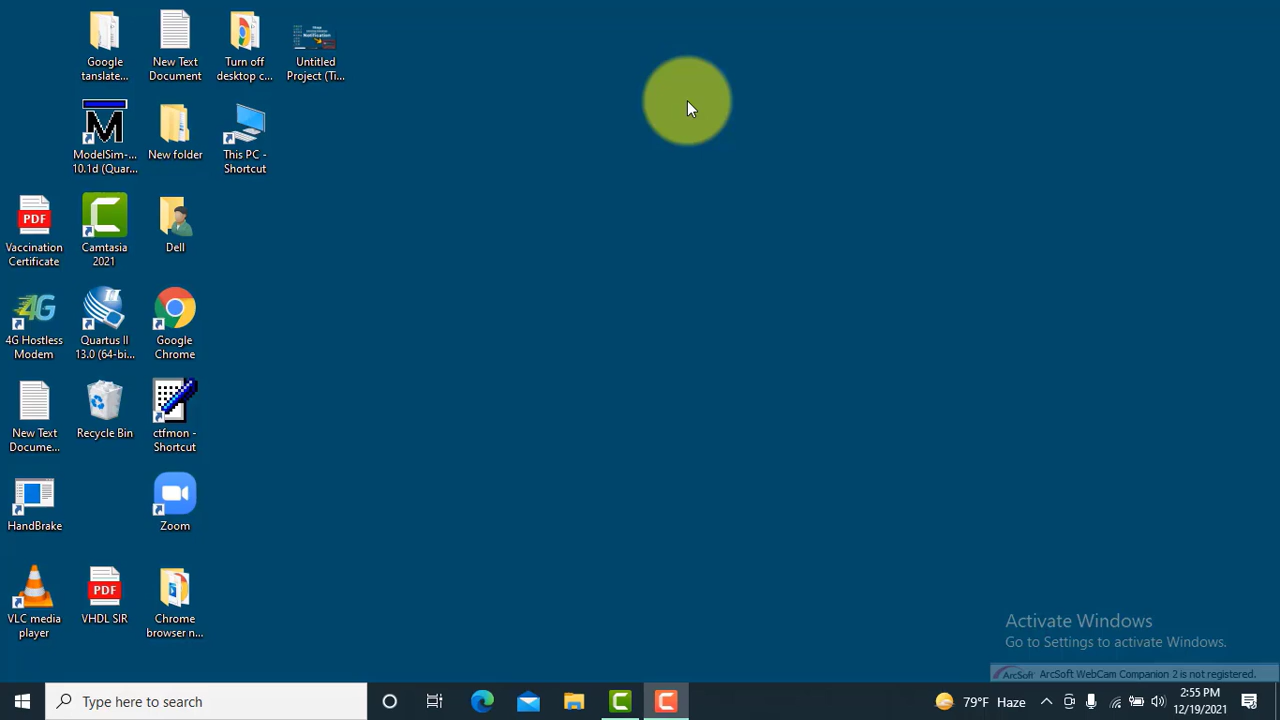 Google
tanslate...
New Text
Document
Turn off
desktop c...
Notification
Untitled
Project (Ti...
M
ModelSim-...
10.1d (Quar...
New folder
This PC -
Shortcut
PDF
Vaccination
Certificate
Camtasia
2021
Dell
4G
4G Hostless
Modem
II
Quartus II
13.0 (64-bi...
Google
Chrome
New Text
Docume...
Recycle Bin
ctfmon -
Shortcut
HandBrake
Zoom
VLC media
player
PDF
VHDL SIR
Chrome
browser n...
Activate Windows
Go to Settings to activate Windows.
ArcSoft ArcSoft WebCam Companion 2 is not registered.
Type here to search
79°F Haze
2:55 PM
12/19/2021